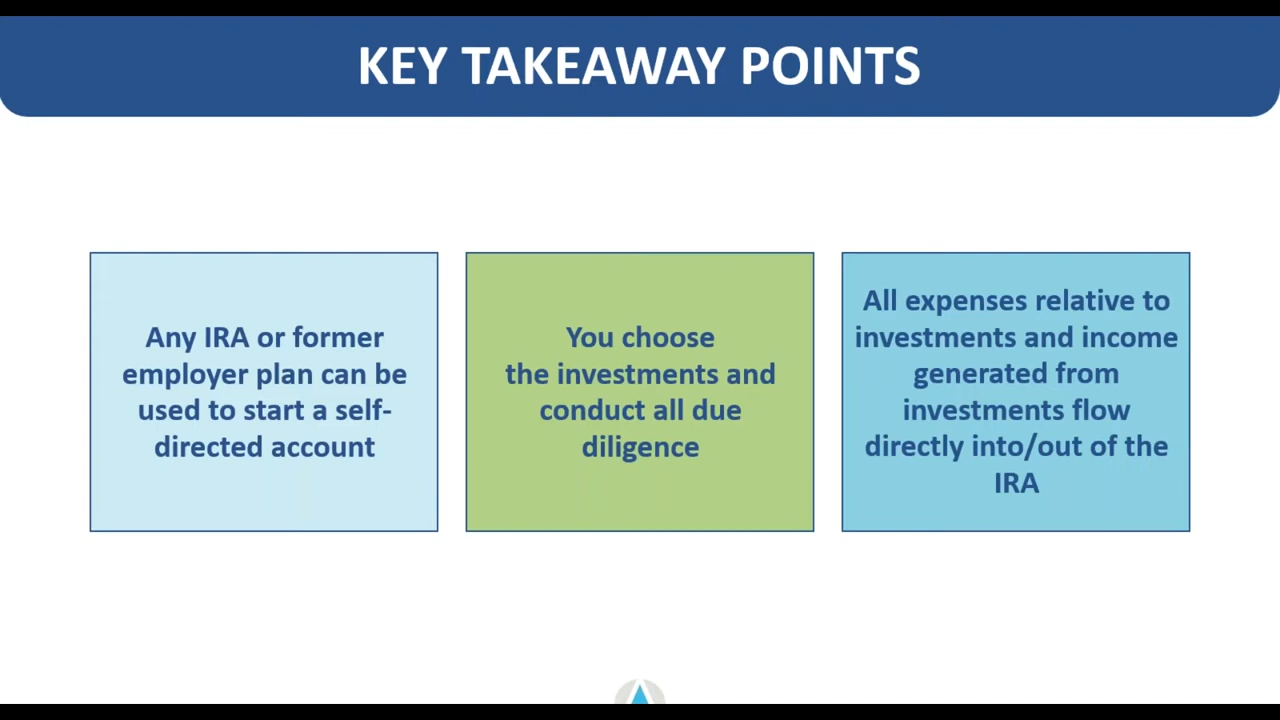 KEY TAKEAWAY POINTS
Any IRA or former
employer plan can be
used to start a self-
directed account
You choose
the investments and
conduct all due
diligence
All expenses relative to
investments and income
generated from
investments flow
directly into/out of the
IRA